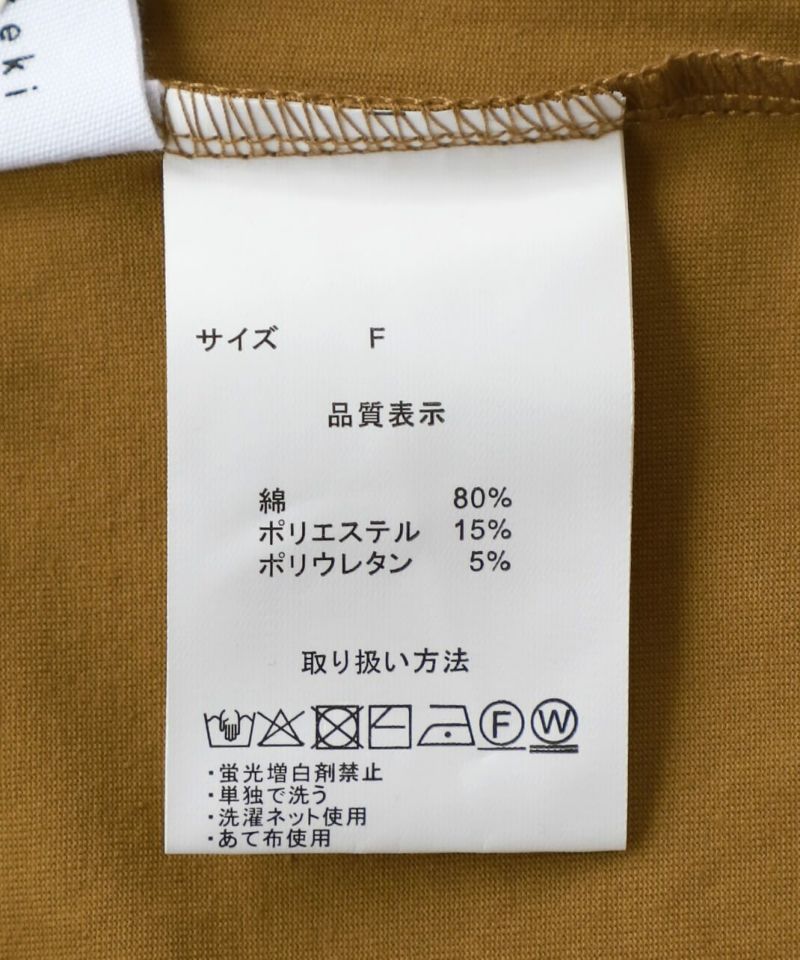 eki
サイズ F
品質表示
綿 80%
ポリエステル 15%
ポリウレタン 5%
取り扱い方法
F W
・蛍光増白剤禁止
・単独で洗う
・洗濯ネット使用
・あて布使用